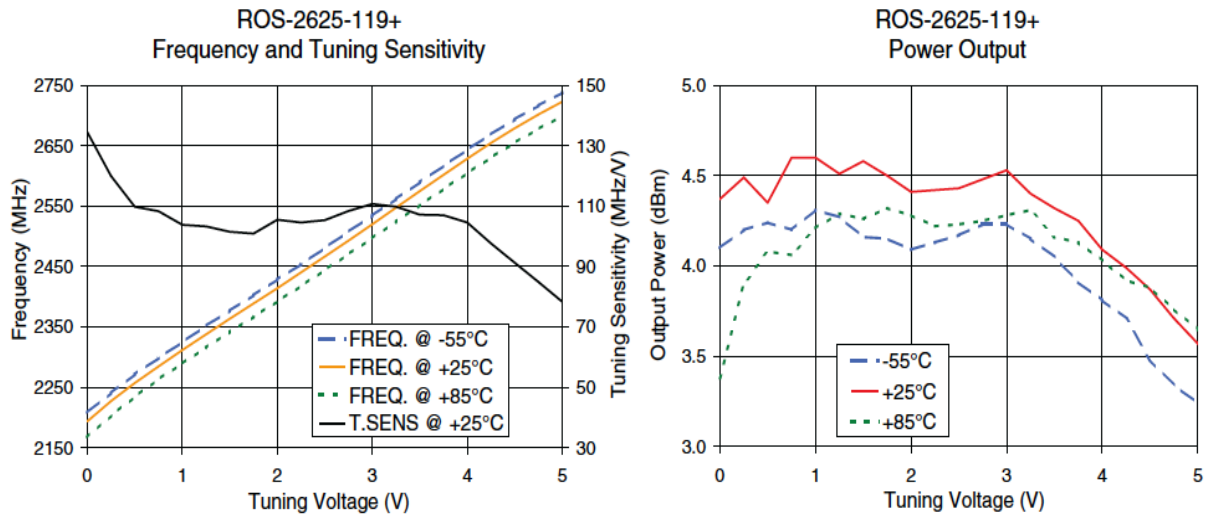 ROS-2625-119+
Frequency and Tuning Sensitivity
Frequency (MHz)
2750
2650
2550
2450
2350
2250
2150
150
130
110
90
70
50
30
Tuning Sensitivity (MHz/V)
FREQ. @ -55°C
FREQ. @ +25°C
FREQ. @ +85°C
T.SENS @ +25°C
0 1 2 3 4 5
Tuning Voltage (V)
ROS-2625-119+
Power Output
Output Power (dBm)
5.0
4.5
4.0
3.5
3.0
-55°C
+25°C
+85°C
0 1 2 3 4 5
Tuning Voltage (V)